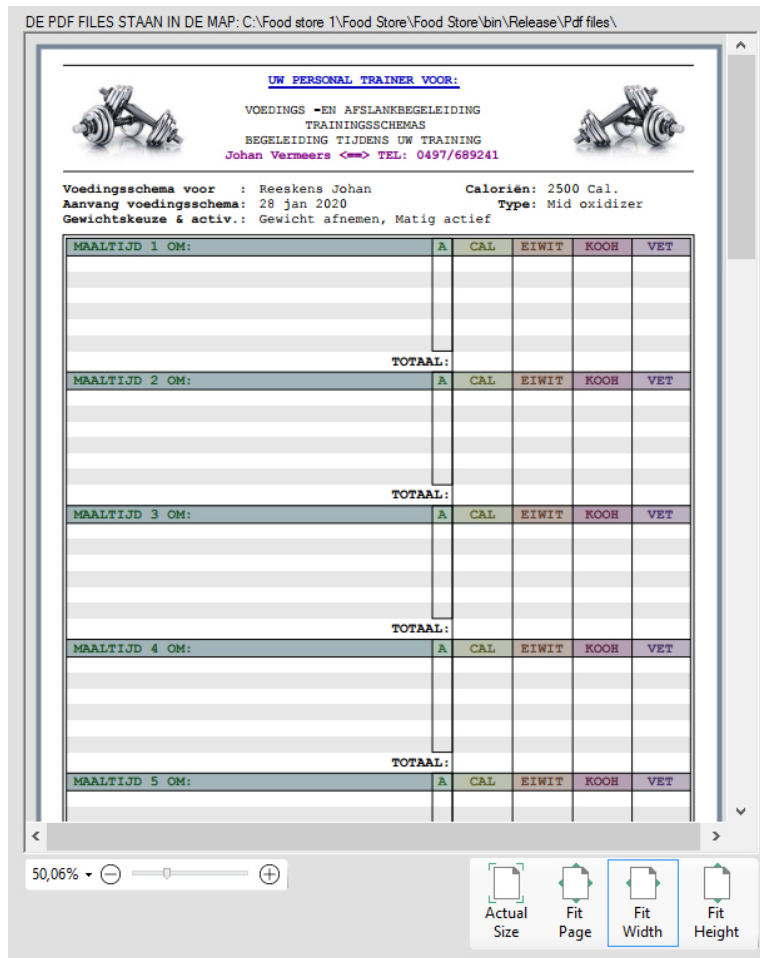 DE PDF FILES STAAN IN DE MAP: C:\Food store 1\Food Store\Food Store\bin\Release\Pdf files\
UW PERSONAL TRAINER VOOR:
VOEDINGS -EN AFSLANKBEGELEIDING
TRAININGSSCHEMAS
BEGELEIDING TIJDENS UW TRAINING
Johan Vermeers <==> TEL: 0497/689241
Voedingsschema voor : Reeskens Johan Caloriën: 2500 Cal.
Aanvang voedingsschema: 28 jan 2020 Type: Mid oxidizer
Gewichtskeuze & activ.: Gewicht afnemen, Matig actief
MAALTIJD 1 OM: A CAL EIWIT KOOH VET
TOTAAL:
MAALTIJD 2 OM: A CAL EIWIT KOOH VET
TOTAAL:
MAALTIJD 3 OM: A CAL EIWIT KOOH VET
TOTAAL:
MAALTIJD 4 OM: A CAL EIWIT KOOH VET
TOTAAL:
MAALTIJD 5 OM: A CAL EIWIT KOOH VET
50,06%
Actual Size
Fit Page
Fit Width
Fit Height